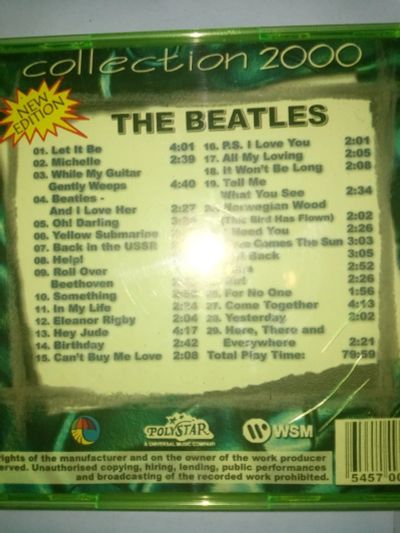 collection 2000
NEW
EDITION
THE BEATLES
01. Let It Be 4:01
02. Michelle 2:39
03. While My Guitar
Gently Weeps 4:40
04. Beatles -
And I Love Her 2:27
05. Oh! Darling
06. Yellow Submarine
07. Back in the USSR
08. Help!
09. Roll Over
Beethoven
10. Something
11. In My Life 2:24
12. Eleanor Rigby 2:04
13. Hey Jude 4:17
14. Birthday 2:42
15. Can't Buy Me Love 2:08
16. P.S. I Love You 2:01
17. All My Loving 2:05
18. It Won't Be Long 2:08
19. Tell Me
What You See 2:34
Norwegian Wood
(This Bird Has Flown) 2:02
I Need You 2:26
Comes The Sun 3:03
Back 3:05
2:52
2:26
For No One 1:56
27. Come Together 4:13
28. Yesterday 2:02
29. Here, There and
Everywhere 2:21
Total Play Time: 79:59
POLYSTAR
A UNIVERSAL MUSIC COMPANY
WSM
rights of the manufacturer and on the owner of the work producer
erved. Unauthorised copying, hiring, lending, public performances
and broadcasting of the recorded work prohibited.
5457 00